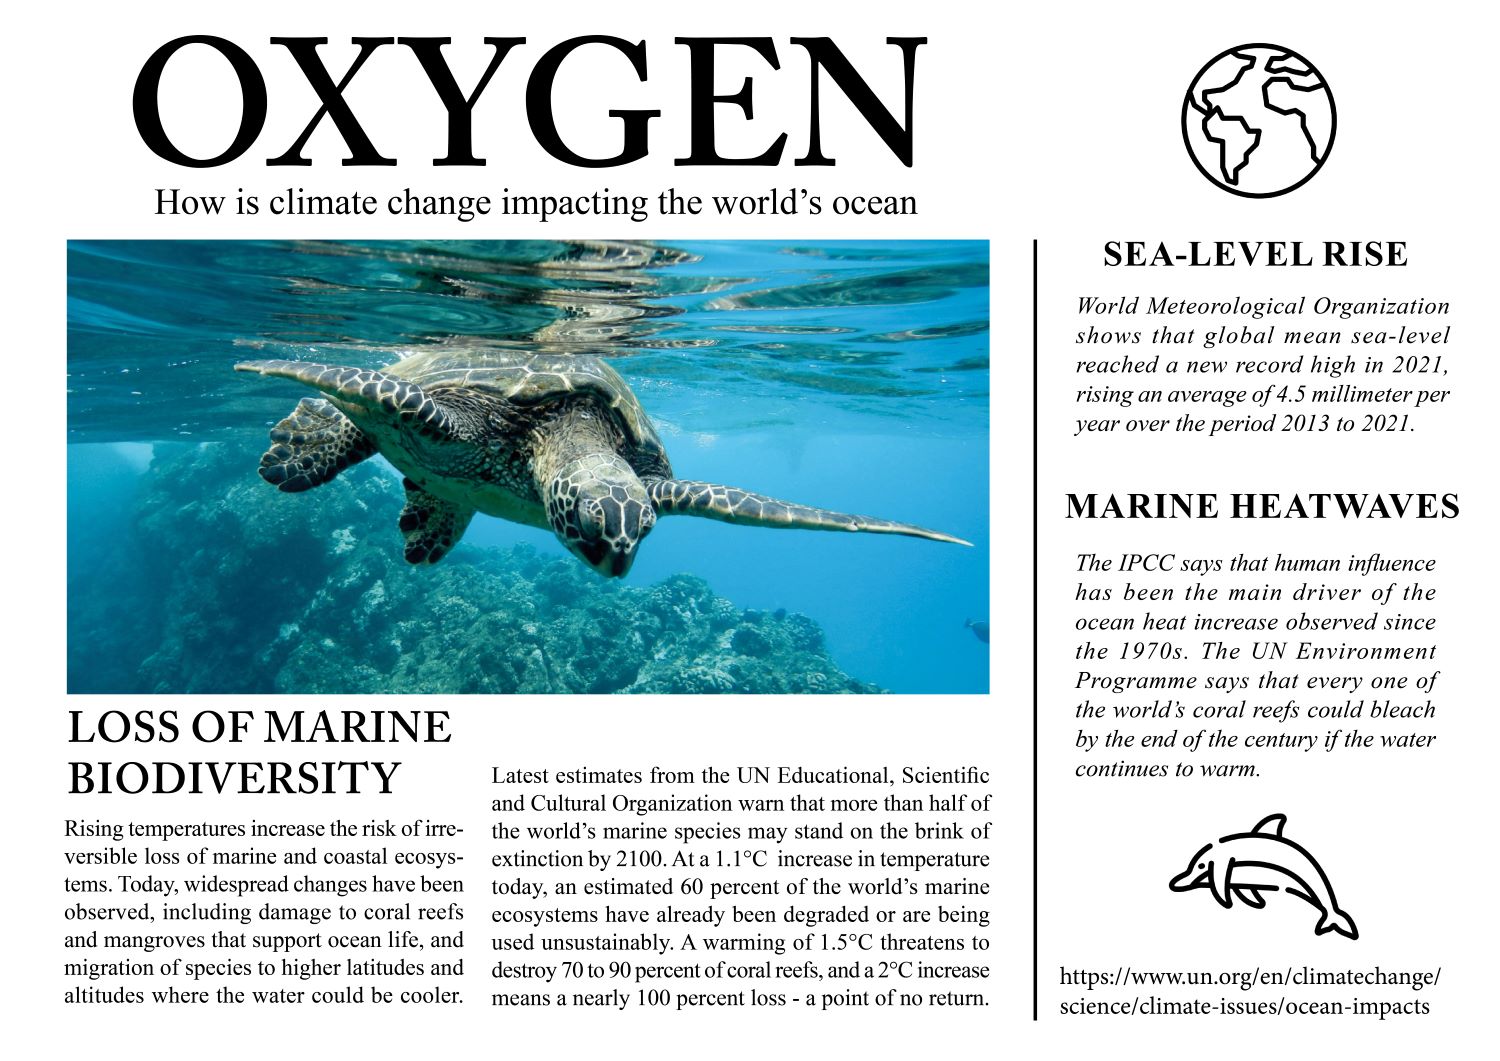 OXYGEN
How is climate change impacting the world’s ocean
LOSS OF MARINE
BIODIVERSITY
Rising temperatures increase the risk of irre-
versible loss of marine and coastal ecosys-
tems. Today, widespread changes have been
observed, including damage to coral reefs
and mangroves that support ocean life, and
migration of species to higher latitudes and
altitudes where the water could be cooler.
Latest estimates from the UN Educational, Scientific
and Cultural Organization warn that more than half of
the world’s marine species may stand on the brink of
extinction by 2100. At a 1.1°C increase in temperature
today, an estimated 60 percent of the world’s marine
ecosystems have already been degraded or are being
used unsustainably. A warming of 1.5°C threatens to
destroy 70 to 90 percent of coral reefs, and a 2°C increase
means a nearly 100 percent loss - a point of no return.
SEA-LEVEL RISE
World Meteorological Organization
shows that global mean sea-level
reached a new record high in 2021,
rising an average of 4.5 millimeter per
year over the period 2013 to 2021.
MARINE HEATWAVES
The IPCC says that human influence
has been the main driver of the
ocean heat increase observed since
the 1970s. The UN Environment
Programme says that every one of
the world’s coral reefs could bleach
by the end of the century if the water
continues to warm.
https://www.un.org/en/climatechange/
science/climate-issues/ocean-impacts